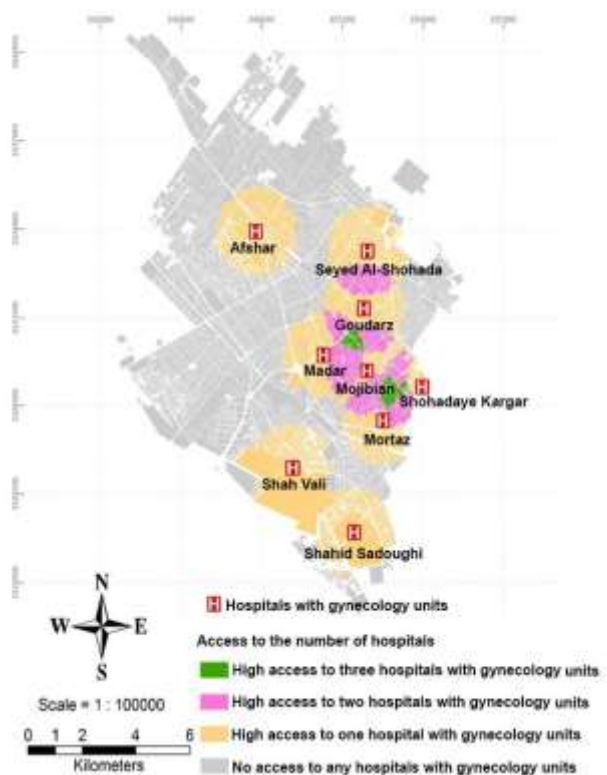 Afshar
Seyed Al-Shohada
Goudarz
Madar
Mojibian
Shohadaye Kargar
Mortaz
Shah Vali
Shahid Sadoughi
N
W E
S
Hospitals with gynecology units
Access to the number of hospitals
High access to three hospitals with gynecology units
High access to two hospitals with gynecology units
High access to one hospital with gynecology units
No access to any hospitals with gynecology units
Scale = 1 : 100000
0 1 2 4 6
Kilometers